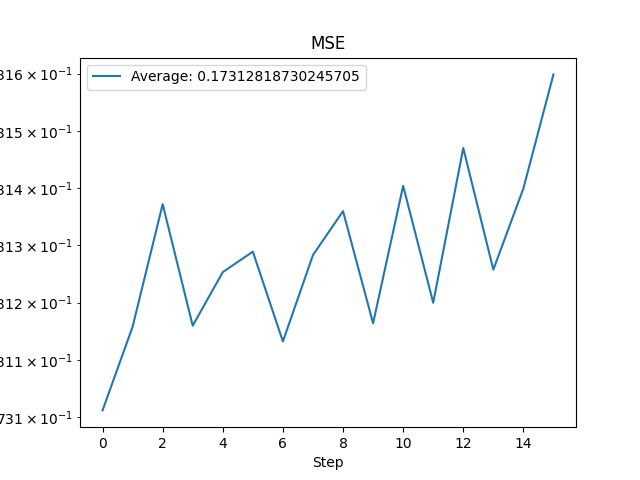 MSE
Average: 0.17312818730245705
316 × 10⁻¹
315 × 10⁻¹
314 × 10⁻¹
313 × 10⁻¹
312 × 10⁻¹
311 × 10⁻¹
731 × 10⁻¹
0 2 4 6 8 10 12 14
Step